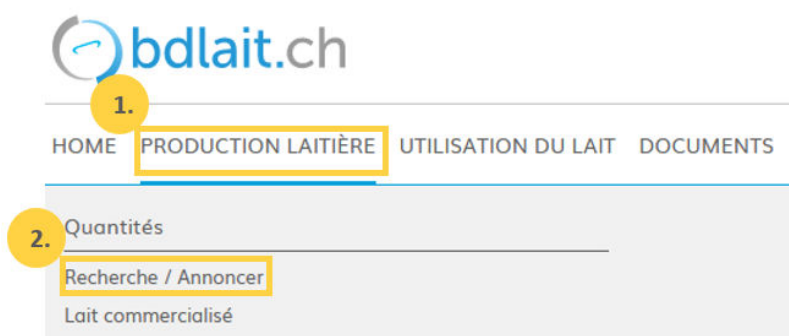 bdlait.ch
1.
HOME PRODUCTION LAITIÈRE UTILISATION DU LAIT DOCUMENTS
2. Quantités
Recherche / Annoncer
Lait commercialisé